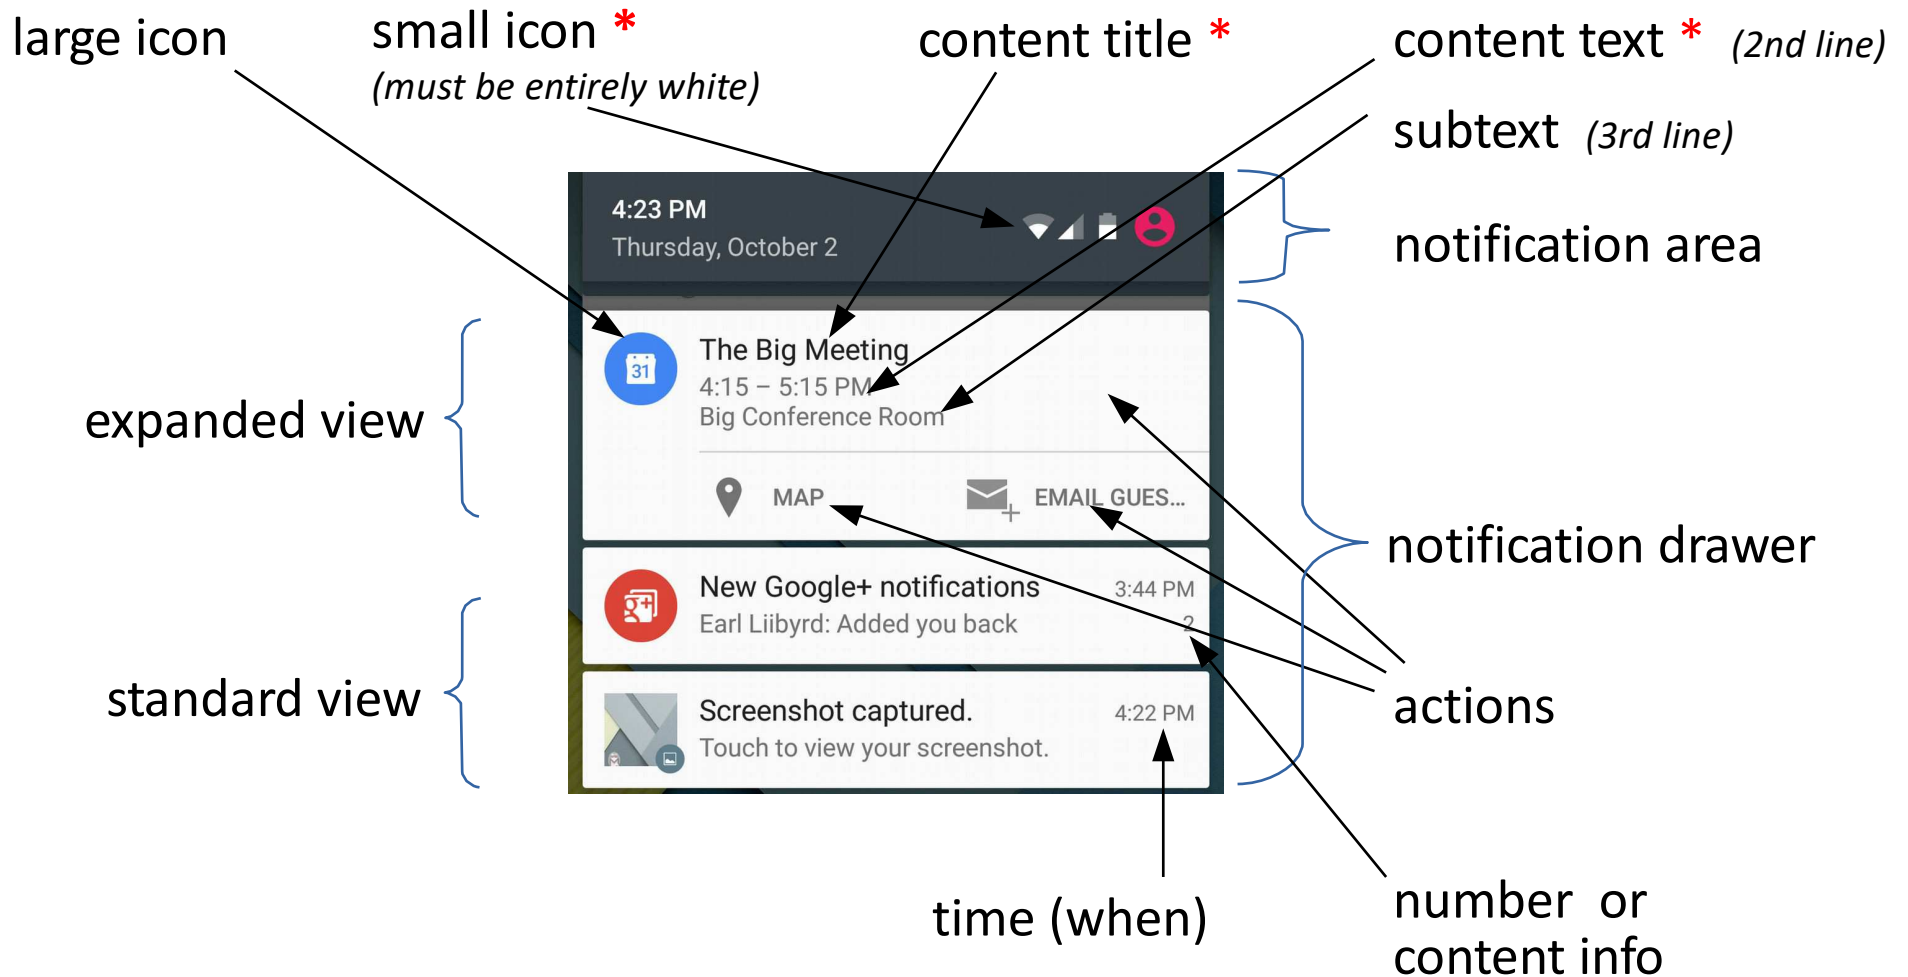 large icon
small icon *
(must be entirely white)
content title *
content text * (2nd line)
subtext (3rd line)
4:23 PM
Thursday, October 2
notification area
31
The Big Meeting
4:15 – 5:15 PM
Big Conference Room
expanded view
MAP
EMAIL GUES...
notification drawer
g+
New Google+ notifications
3:44 PM
Earl Liibyrd: Added you back
2
standard view
Screenshot captured.
4:22 PM
Touch to view your screenshot.
actions
time (when)
number or
content info